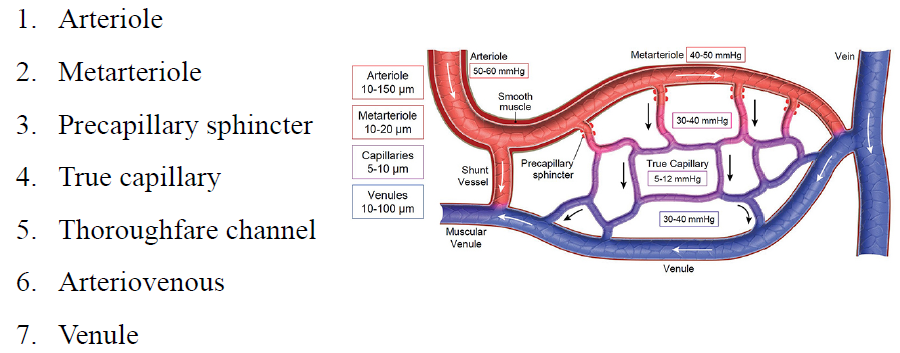 1. Arteriole
2. Metarteriole
3. Precapillary sphincter
4. True capillary
5. Thoroughfare channel
6. Arteriovenous
7. Venule
Arteriole
10-150 µm
Metarteriole
10-20 µm
Capillaries
5-10 µm
Venules
10-100 µm
Arteriole
50-60 mmHg
Smooth
muscle
Metarteriole
40-50 mmHg
Vein
30-40 mmHg
Shunt
Vessel
Precapillary
sphincter
True Capillary
5-12 mmHg
30-40 mmHg
Muscular
Venule
Venule